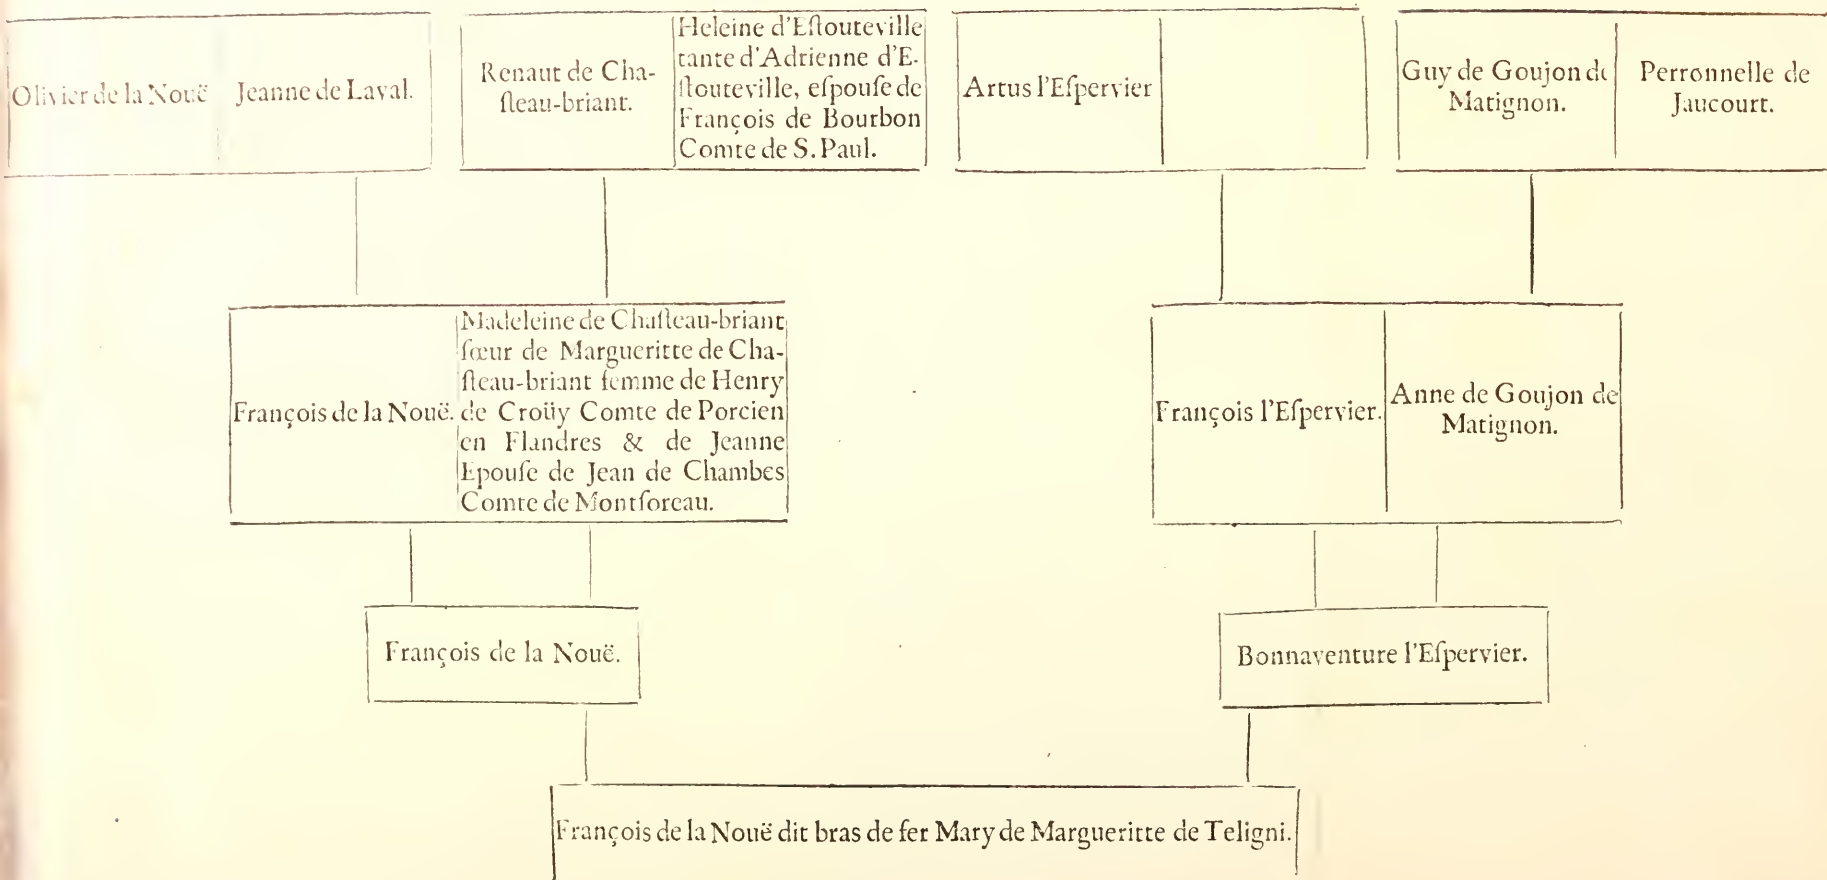 Olivier de la Nouë
Jeanne de Laval.
Renaut de Cha-
ſteau-briant.
Heleine d'Eſtouteville
tante d'Adrienne d'E-
ſtouteville, eſpouſe de
François de Bourbon
Comte de S. Paul.
Artus l'Eſpervier
Guy de Goujon de
Matignon.
Perronnelle de
Jaucourt.
François de la Nouë.
Madeleine de Chaſteau-briant
ſœur de Margueritte de Cha-
ſteau-briant femme de Henry
de Croüy Comte de Porcien
en Flandres & de Jeanne
Epouſe de Jean de Chambes
Comte de Montſoreau.
François l'Eſpervier.
Anne de Goujon de
Matignon.
François de la Nouë.
Bonnaventure l'Eſpervier.
François de la Nouë dit bras de fer Mary de Margueritte de Teligni.